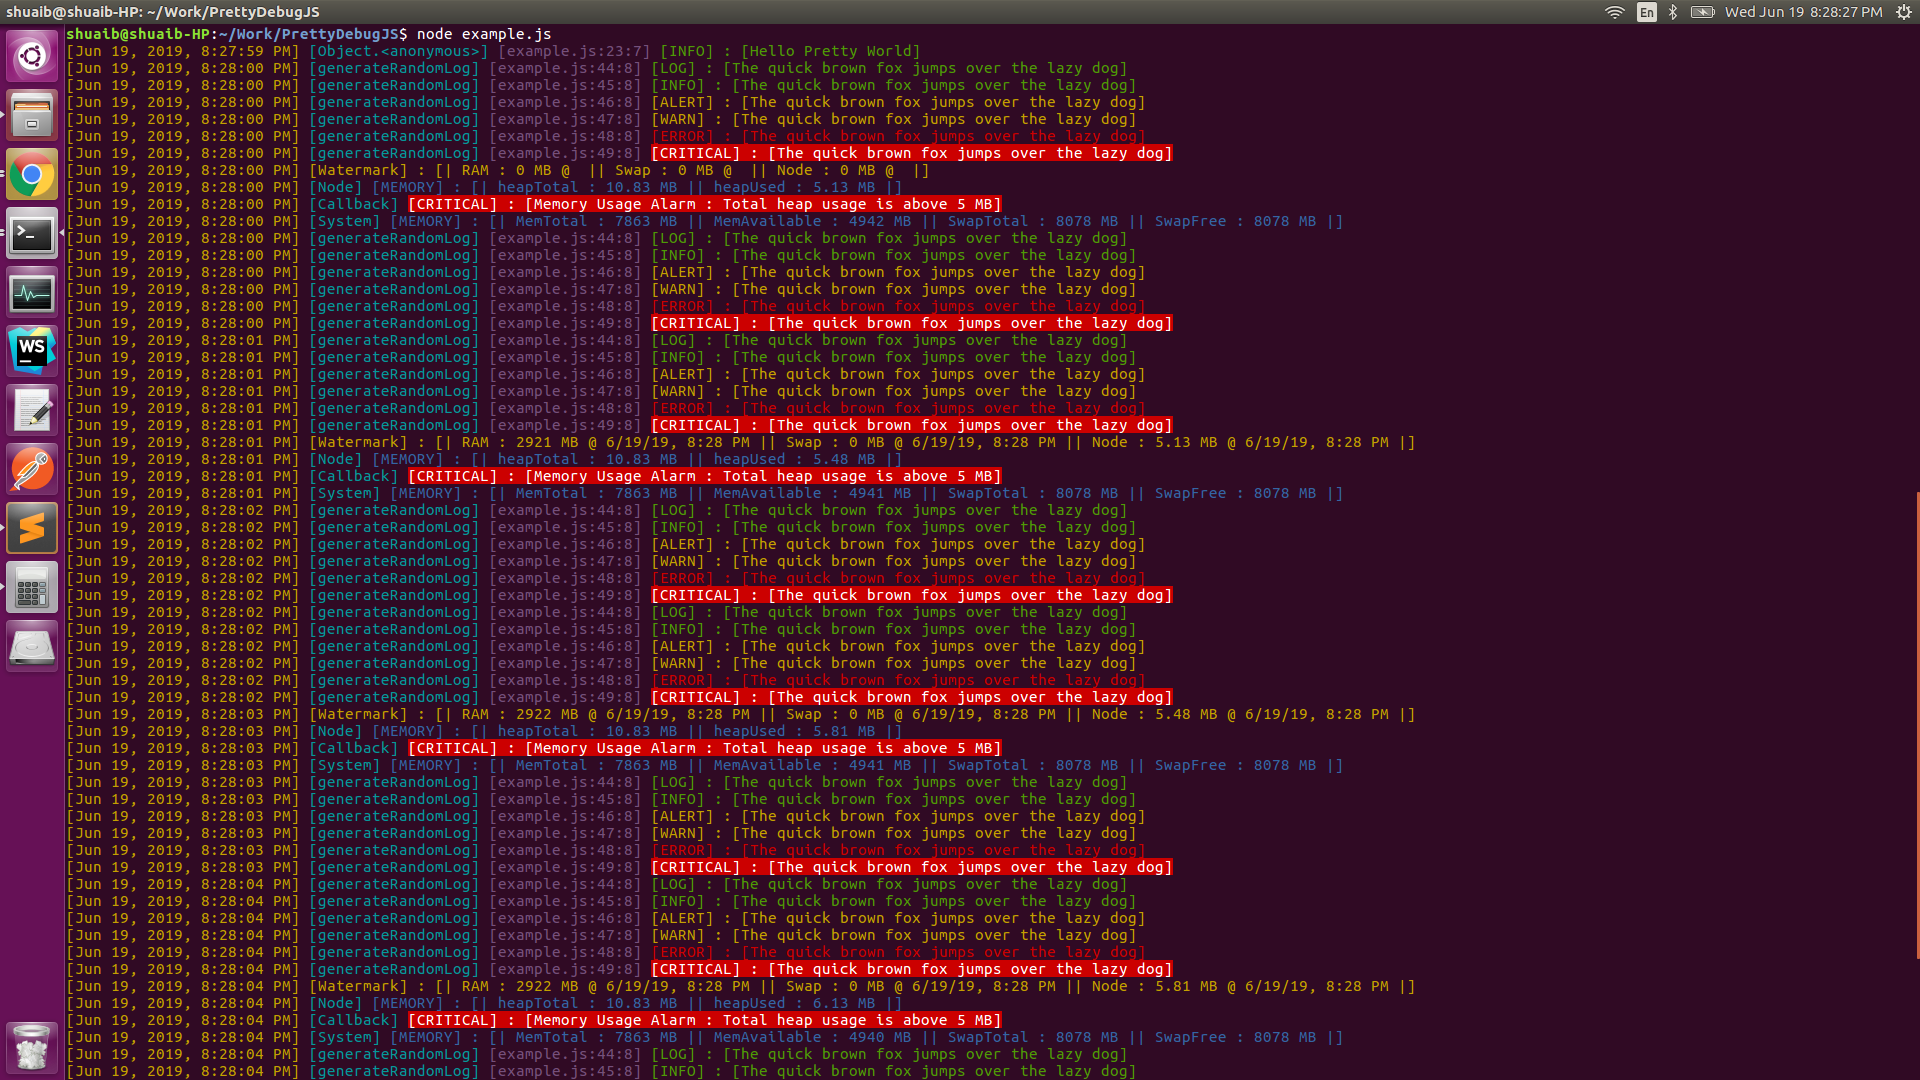 shuaib@shuaib-HP: ~/Work/PrettyDebugJS En Wed Jun 19 8:28:27 PM
shuaib@shuaib-HP:~/Work/PrettyDebugJS$ node example.js
[Jun 19, 2019, 8:27:59 PM] [Object.<anonymous>] [example.js:23:7] [INFO] : [Hello Pretty World]
[Jun 19, 2019, 8:28:00 PM] [generateRandomLog] [example.js:44:8] [LOG] : [The quick brown fox jumps over the lazy dog]
[Jun 19, 2019, 8:28:00 PM] [generateRandomLog] [example.js:45:8] [INFO] : [The quick brown fox jumps over the lazy dog]
[Jun 19, 2019, 8:28:00 PM] [generateRandomLog] [example.js:46:8] [ALERT] : [The quick brown fox jumps over the lazy dog]
[Jun 19, 2019, 8:28:00 PM] [generateRandomLog] [example.js:47:8] [WARN] : [The quick brown fox jumps over the lazy dog]
[Jun 19, 2019, 8:28:00 PM] [generateRandomLog] [example.js:48:8] [ERROR] : [The quick brown fox jumps over the lazy dog]
[Jun 19, 2019, 8:28:00 PM] [generateRandomLog] [example.js:49:8] [CRITICAL] : [The quick brown fox jumps over the lazy dog]
[Jun 19, 2019, 8:28:00 PM] [Watermark] : [| RAM : 0 MB @  || Swap : 0 MB @  || Node : 0 MB @  |]
[Jun 19, 2019, 8:28:00 PM] [Node] [MEMORY] : [| heapTotal : 10.83 MB || heapUsed : 5.13 MB |]
[Jun 19, 2019, 8:28:00 PM] [Callback] [CRITICAL] : [Memory Usage Alarm : Total heap usage is above 5 MB]
[Jun 19, 2019, 8:28:00 PM] [System] [MEMORY] : [| MemTotal : 7863 MB || MemAvailable : 4942 MB || SwapTotal : 8078 MB || SwapFree : 8078 MB |]
[Jun 19, 2019, 8:28:00 PM] [generateRandomLog] [example.js:44:8] [LOG] : [The quick brown fox jumps over the lazy dog]
[Jun 19, 2019, 8:28:00 PM] [generateRandomLog] [example.js:45:8] [INFO] : [The quick brown fox jumps over the lazy dog]
[Jun 19, 2019, 8:28:00 PM] [generateRandomLog] [example.js:46:8] [ALERT] : [The quick brown fox jumps over the lazy dog]
[Jun 19, 2019, 8:28:00 PM] [generateRandomLog] [example.js:47:8] [WARN] : [The quick brown fox jumps over the lazy dog]
[Jun 19, 2019, 8:28:00 PM] [generateRandomLog] [example.js:48:8] [ERROR] : [The quick brown fox jumps over the lazy dog]
[Jun 19, 2019, 8:28:00 PM] [generateRandomLog] [example.js:49:8] [CRITICAL] : [The quick brown fox jumps over the lazy dog]
[Jun 19, 2019, 8:28:01 PM] [generateRandomLog] [example.js:44:8] [LOG] : [The quick brown fox jumps over the lazy dog]
[Jun 19, 2019, 8:28:01 PM] [generateRandomLog] [example.js:45:8] [INFO] : [The quick brown fox jumps over the lazy dog]
[Jun 19, 2019, 8:28:01 PM] [generateRandomLog] [example.js:46:8] [ALERT] : [The quick brown fox jumps over the lazy dog]
[Jun 19, 2019, 8:28:01 PM] [generateRandomLog] [example.js:47:8] [WARN] : [The quick brown fox jumps over the lazy dog]
[Jun 19, 2019, 8:28:01 PM] [generateRandomLog] [example.js:48:8] [ERROR] : [The quick brown fox jumps over the lazy dog]
[Jun 19, 2019, 8:28:01 PM] [generateRandomLog] [example.js:49:8] [CRITICAL] : [The quick brown fox jumps over the lazy dog]
[Jun 19, 2019, 8:28:01 PM] [Watermark] : [| RAM : 2921 MB @ 6/19/19, 8:28 PM || Swap : 0 MB @ 6/19/19, 8:28 PM || Node : 5.13 MB @ 6/19/19, 8:28 PM |]
[Jun 19, 2019, 8:28:01 PM] [Node] [MEMORY] : [| heapTotal : 10.83 MB || heapUsed : 5.48 MB |]
[Jun 19, 2019, 8:28:01 PM] [Callback] [CRITICAL] : [Memory Usage Alarm : Total heap usage is above 5 MB]
[Jun 19, 2019, 8:28:01 PM] [System] [MEMORY] : [| MemTotal : 7863 MB || MemAvailable : 4941 MB || SwapTotal : 8078 MB || SwapFree : 8078 MB |]
[Jun 19, 2019, 8:28:02 PM] [generateRandomLog] [example.js:44:8] [LOG] : [The quick brown fox jumps over the lazy dog]
[Jun 19, 2019, 8:28:02 PM] [generateRandomLog] [example.js:45:8] [INFO] : [The quick brown fox jumps over the lazy dog]
[Jun 19, 2019, 8:28:02 PM] [generateRandomLog] [example.js:46:8] [ALERT] : [The quick brown fox jumps over the lazy dog]
[Jun 19, 2019, 8:28:02 PM] [generateRandomLog] [example.js:47:8] [WARN] : [The quick brown fox jumps over the lazy dog]
[Jun 19, 2019, 8:28:02 PM] [generateRandomLog] [example.js:48:8] [ERROR] : [The quick brown fox jumps over the lazy dog]
[Jun 19, 2019, 8:28:02 PM] [generateRandomLog] [example.js:49:8] [CRITICAL] : [The quick brown fox jumps over the lazy dog]
[Jun 19, 2019, 8:28:02 PM] [generateRandomLog] [example.js:44:8] [LOG] : [The quick brown fox jumps over the lazy dog]
[Jun 19, 2019, 8:28:02 PM] [generateRandomLog] [example.js:45:8] [INFO] : [The quick brown fox jumps over the lazy dog]
[Jun 19, 2019, 8:28:02 PM] [generateRandomLog] [example.js:46:8] [ALERT] : [The quick brown fox jumps over the lazy dog]
[Jun 19, 2019, 8:28:02 PM] [generateRandomLog] [example.js:47:8] [WARN] : [The quick brown fox jumps over the lazy dog]
[Jun 19, 2019, 8:28:02 PM] [generateRandomLog] [example.js:48:8] [ERROR] : [The quick brown fox jumps over the lazy dog]
[Jun 19, 2019, 8:28:02 PM] [generateRandomLog] [example.js:49:8] [CRITICAL] : [The quick brown fox jumps over the lazy dog]
[Jun 19, 2019, 8:28:03 PM] [Watermark] : [| RAM : 2922 MB @ 6/19/19, 8:28 PM || Swap : 0 MB @ 6/19/19, 8:28 PM || Node : 5.48 MB @ 6/19/19, 8:28 PM |]
[Jun 19, 2019, 8:28:03 PM] [Node] [MEMORY] : [| heapTotal : 10.83 MB || heapUsed : 5.81 MB |]
[Jun 19, 2019, 8:28:03 PM] [Callback] [CRITICAL] : [Memory Usage Alarm : Total heap usage is above 5 MB]
[Jun 19, 2019, 8:28:03 PM] [System] [MEMORY] : [| MemTotal : 7863 MB || MemAvailable : 4941 MB || SwapTotal : 8078 MB || SwapFree : 8078 MB |]
[Jun 19, 2019, 8:28:03 PM] [generateRandomLog] [example.js:44:8] [LOG] : [The quick brown fox jumps over the lazy dog]
[Jun 19, 2019, 8:28:03 PM] [generateRandomLog] [example.js:45:8] [INFO] : [The quick brown fox jumps over the lazy dog]
[Jun 19, 2019, 8:28:03 PM] [generateRandomLog] [example.js:46:8] [ALERT] : [The quick brown fox jumps over the lazy dog]
[Jun 19, 2019, 8:28:03 PM] [generateRandomLog] [example.js:47:8] [WARN] : [The quick brown fox jumps over the lazy dog]
[Jun 19, 2019, 8:28:03 PM] [generateRandomLog] [example.js:48:8] [ERROR] : [The quick brown fox jumps over the lazy dog]
[Jun 19, 2019, 8:28:03 PM] [generateRandomLog] [example.js:49:8] [CRITICAL] : [The quick brown fox jumps over the lazy dog]
[Jun 19, 2019, 8:28:04 PM] [generateRandomLog] [example.js:44:8] [LOG] : [The quick brown fox jumps over the lazy dog]
[Jun 19, 2019, 8:28:04 PM] [generateRandomLog] [example.js:45:8] [INFO] : [The quick brown fox jumps over the lazy dog]
[Jun 19, 2019, 8:28:04 PM] [generateRandomLog] [example.js:46:8] [ALERT] : [The quick brown fox jumps over the lazy dog]
[Jun 19, 2019, 8:28:04 PM] [generateRandomLog] [example.js:47:8] [WARN] : [The quick brown fox jumps over the lazy dog]
[Jun 19, 2019, 8:28:04 PM] [generateRandomLog] [example.js:48:8] [ERROR] : [The quick brown fox jumps over the lazy dog]
[Jun 19, 2019, 8:28:04 PM] [generateRandomLog] [example.js:49:8] [CRITICAL] : [The quick brown fox jumps over the lazy dog]
[Jun 19, 2019, 8:28:04 PM] [Watermark] : [| RAM : 2922 MB @ 6/19/19, 8:28 PM || Swap : 0 MB @ 6/19/19, 8:28 PM || Node : 5.81 MB @ 6/19/19, 8:28 PM |]
[Jun 19, 2019, 8:28:04 PM] [Node] [MEMORY] : [| heapTotal : 10.83 MB || heapUsed : 6.13 MB |]
[Jun 19, 2019, 8:28:04 PM] [Callback] [CRITICAL] : [Memory Usage Alarm : Total heap usage is above 5 MB]
[Jun 19, 2019, 8:28:04 PM] [System] [MEMORY] : [| MemTotal : 7863 MB || MemAvailable : 4940 MB || SwapTotal : 8078 MB || SwapFree : 8078 MB |]
[Jun 19, 2019, 8:28:04 PM] [generateRandomLog] [example.js:44:8] [LOG] : [The quick brown fox jumps over the lazy dog]
[Jun 19, 2019, 8:28:04 PM] [generateRandomLog] [example.js:45:8] [INFO] : [The quick brown fox jumps over the lazy dog]
WS